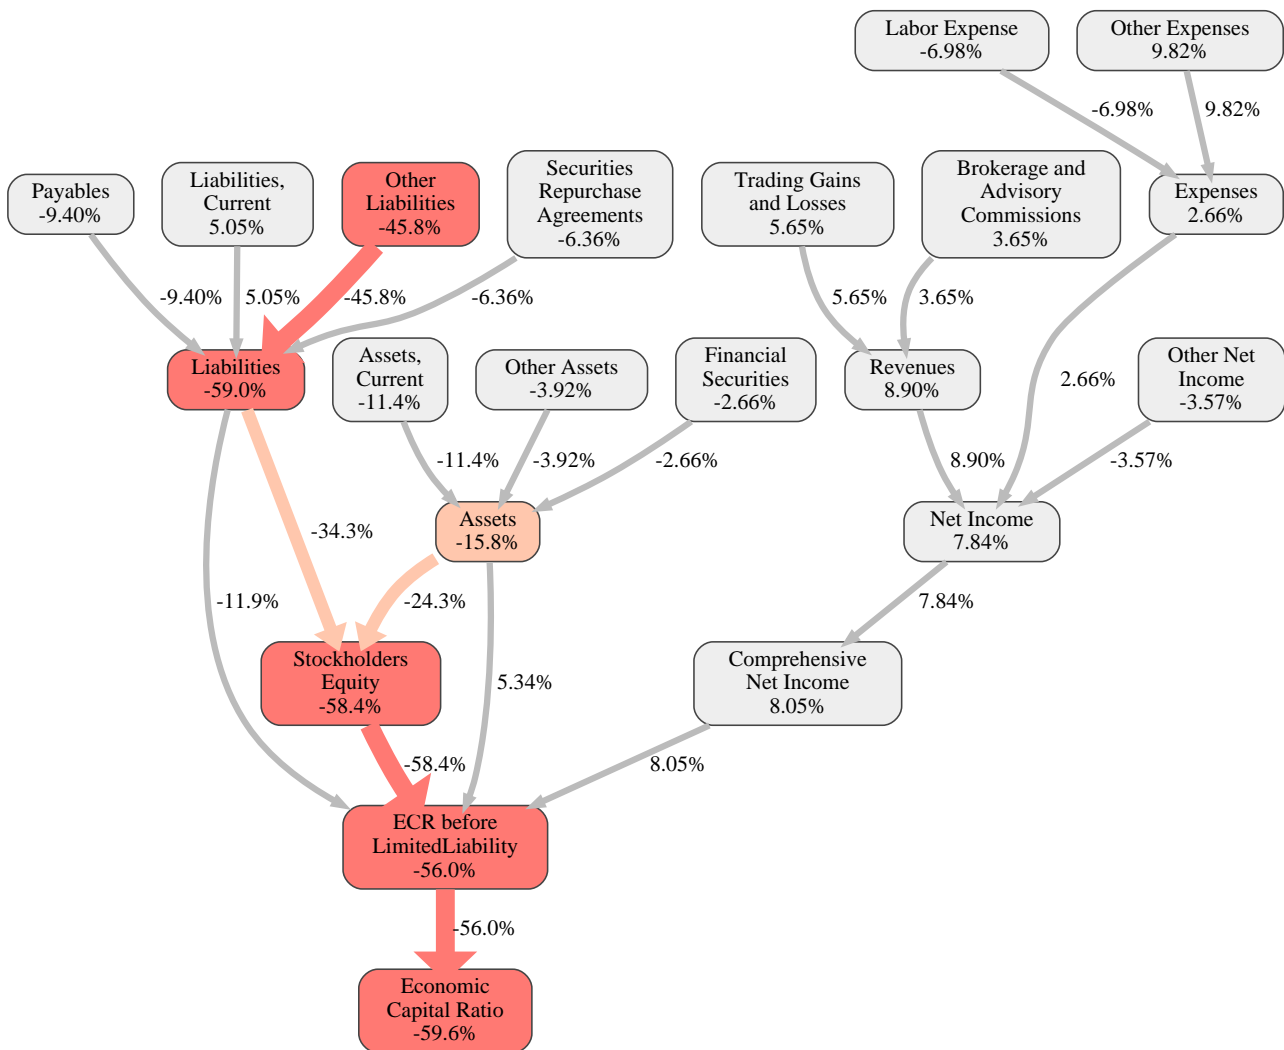 Labor Expense
-6.98%
Other Expenses
9.82%
-6.98%
9.82%
Payables
-9.40%
Liabilities,
Current
5.05%
Other
Liabilities
-45.8%
Securities
Repurchase
Agreements
-6.36%
Trading Gains
and Losses
5.65%
Brokerage and
Advisory
Commissions
3.65%
Expenses
2.66%
-9.40%
5.05%
-45.8%
-6.36%
5.65%
3.65%
Liabilities
-59.0%
Assets,
Current
-11.4%
Other Assets
-3.92%
Financial
Securities
-2.66%
Revenues
8.90%
2.66%
Other Net
Income
-3.57%
-11.4%
-3.92%
-2.66%
8.90%
-3.57%
-34.3%
Assets
-15.8%
Net Income
7.84%
-11.9%
-24.3%
7.84%
Stockholders
Equity
-58.4%
5.34%
Comprehensive
Net Income
8.05%
-58.4%
8.05%
ECR before
LimitedLiability
-56.0%
-56.0%
Economic
Capital Ratio
-59.6%